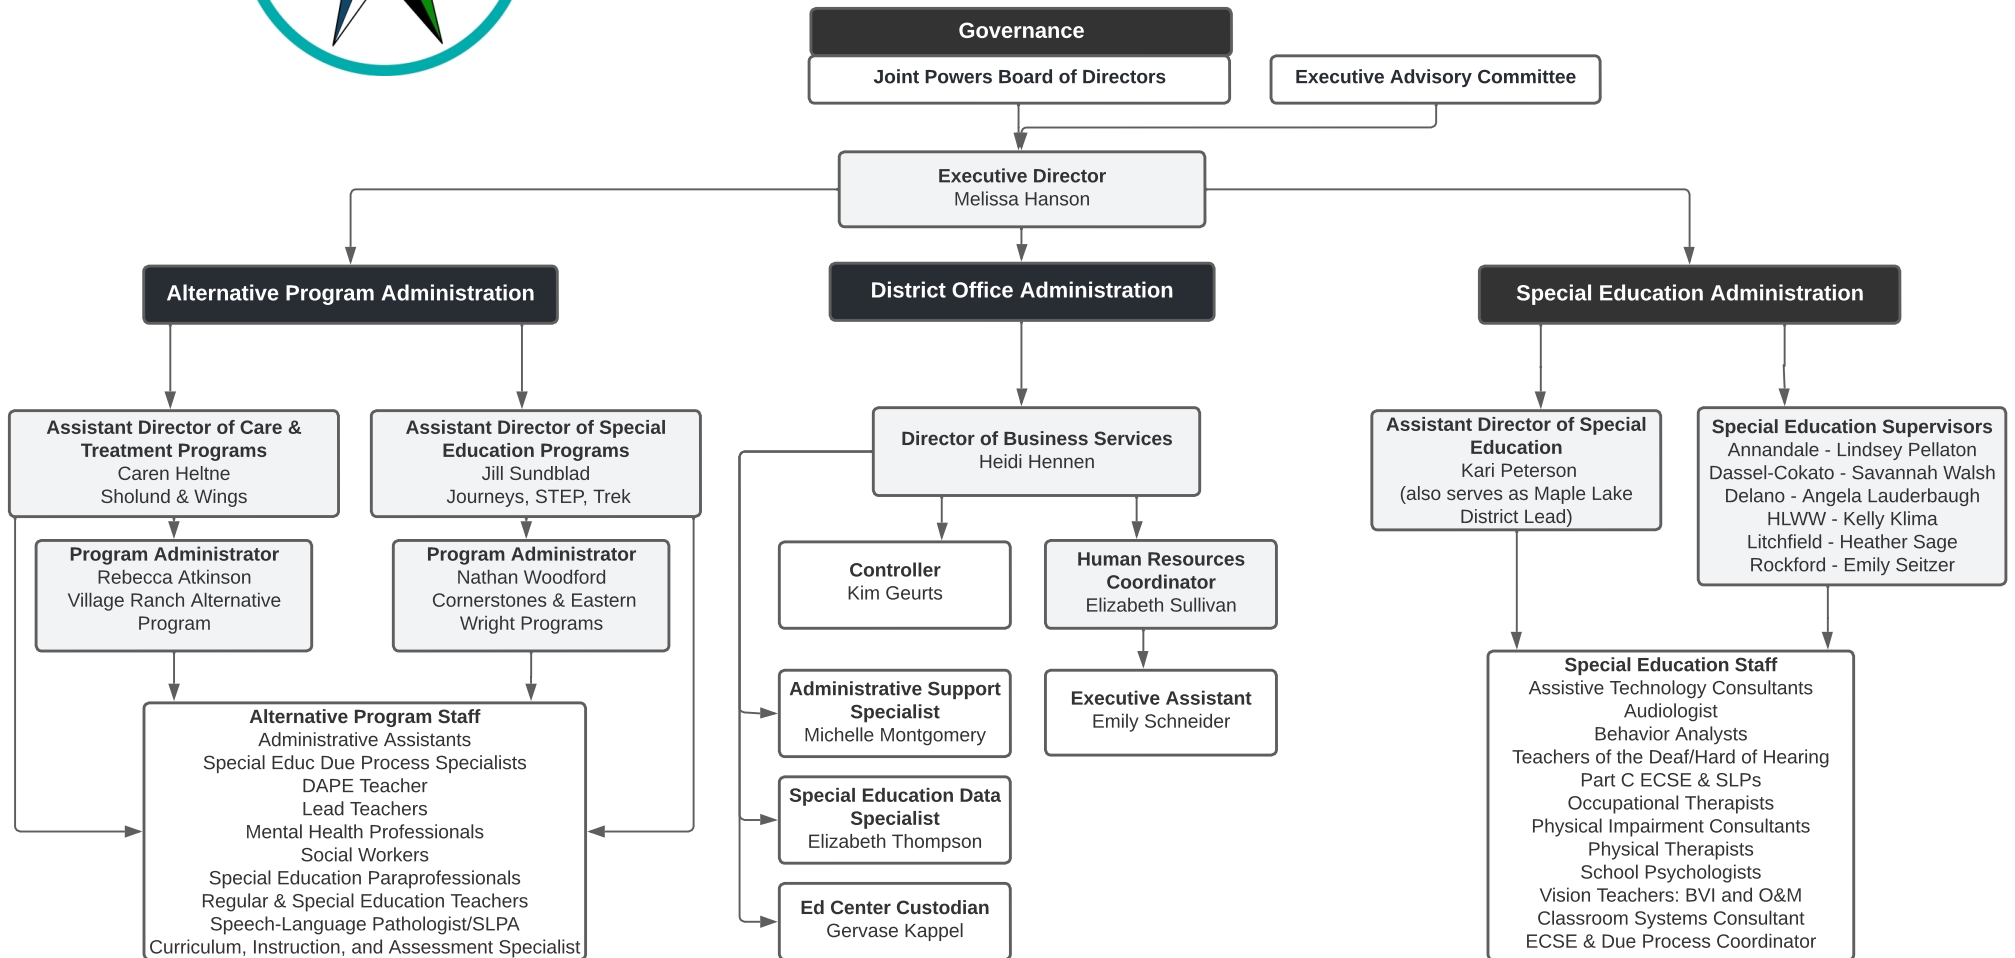 Governance
Joint Powers Board of Directors
Executive Advisory Committee
Executive Director
Melissa Hanson
Alternative Program Administration
District Office Administration
Special Education Administration
Assistant Director of Care &
Treatment Programs
Caren Heltne
Sholund & Wings
Assistant Director of Special
Education Programs
Jill Sundblad
Journeys, STEP, Trek
Program Administrator
Rebecca Atkinson
Village Ranch Alternative
Program
Program Administrator
Nathan Woodford
Cornerstones & Eastern
Wright Programs
Alternative Program Staff
Administrative Assistants
Special Educ Due Process Specialists
DAPE Teacher
Lead Teachers
Mental Health Professionals
Social Workers
Special Education Paraprofessionals
Regular & Special Education Teachers
Speech-Language Pathologist/SLPA
Curriculum, Instruction, and Assessment Specialist
Director of Business Services
Heidi Hennen
Controller
Kim Geurts
Human Resources
Coordinator
Elizabeth Sullivan
Administrative Support
Specialist
Michelle Montgomery
Executive Assistant
Emily Schneider
Special Education Data
Specialist
Elizabeth Thompson
Ed Center Custodian
Gervase Kappel
Assistant Director of Special
Education
Kari Peterson
(also serves as Maple Lake
District Lead)
Special Education Supervisors
Annandale - Lindsey Pellaton
Dassel-Cokato - Savannah Walsh
Delano - Angela Lauderbaugh
HLWW - Kelly Klima
Litchfield - Heather Sage
Rockford - Emily Seitzer
Special Education Staff
Assistive Technology Consultants
Audiologist
Behavior Analysts
Teachers of the Deaf/Hard of Hearing
Part C ECSE & SLPs
Occupational Therapists
Physical Impairment Consultants
Physical Therapists
School Psychologists
Vision Teachers: BVI and O&M
Classroom Systems Consultant
ECSE & Due Process Coordinator